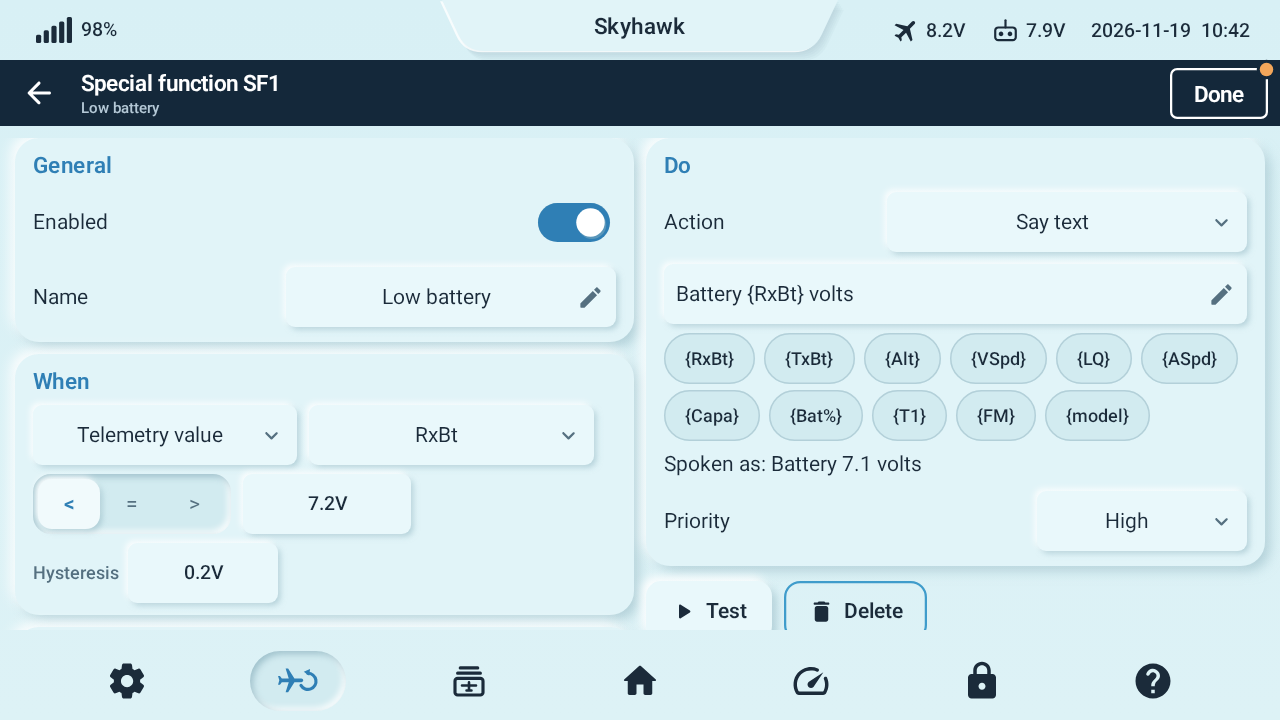 98%
Skyhawk
8.2V
7.9V
2026-11-19 10:42
Special function SF1
Low battery
Done
General
Enabled
Name
Low battery
When
Telemetry value
RxBt
<
=
>
7.2V
Hysteresis
0.2V
Do
Action
Say text
Battery {RxBt} volts
{RxBt}
{TxBt}
{Alt}
{VSpd}
{LQ}
{ASpd}
{Capa}
{Bat%}
{T1}
{FM}
{model}
Spoken as: Battery 7.1 volts
Priority
High
Test
Delete